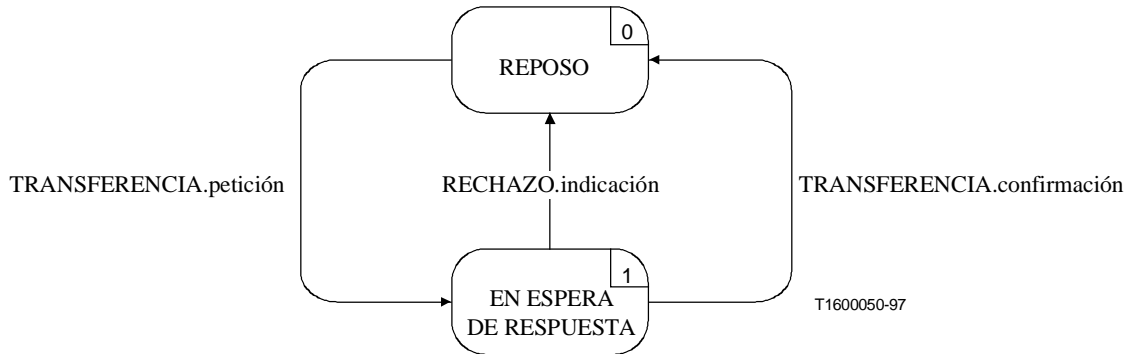 0
REPOSO
TRANSFERENCIA.petición
RECHAZO.indicación
TRANSFERENCIA.confirmación
1
EN ESPERA
DE RESPUESTA
T1600050-97